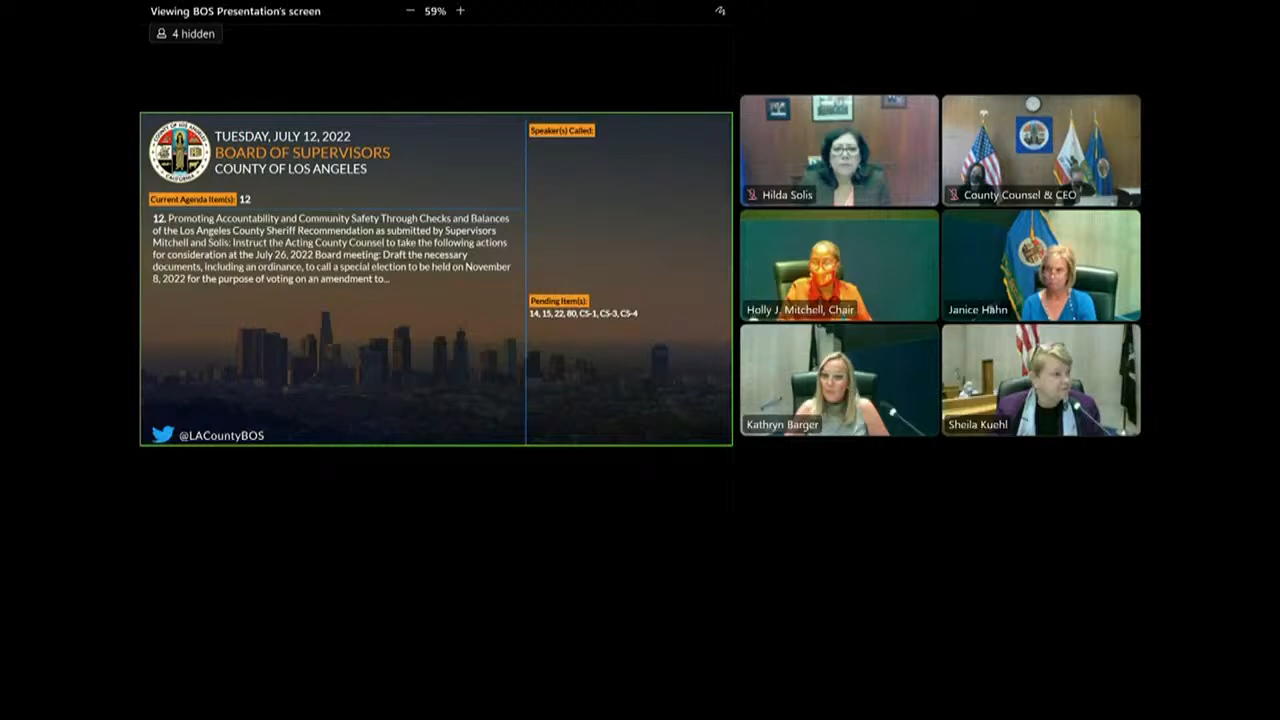 Viewing BOS Presentation's screen
59%
4 hidden
COUNTY OF LOS ANGELES
CALIFORNIA
TUESDAY, JULY 12, 2022
BOARD OF SUPERVISORS
COUNTY OF LOS ANGELES
Current Agenda Item(s): 12
12. Promoting Accountability and Community Safety Through Checks and Balances
of the Los Angeles County Sheriff Recommendation as submitted by Supervisors
Mitchell and Solis: Instruct the Acting County Counsel to take the following actions
for consideration at the July 26, 2022 Board meeting: Draft the necessary
documents, including an ordinance, to call a special election to be held on November
8, 2022 for the purpose of voting on an amendment to...
@LACountyBOS
Speaker(s) Called:
Pending Item(s):
14, 15, 22, 80, CS-1, CS-3, CS-4
Hilda Solis
County Counsel & CEO
Holly J. Mitchell, Chair
Janice Hahn
Kathryn Barger
Sheila Kuehl